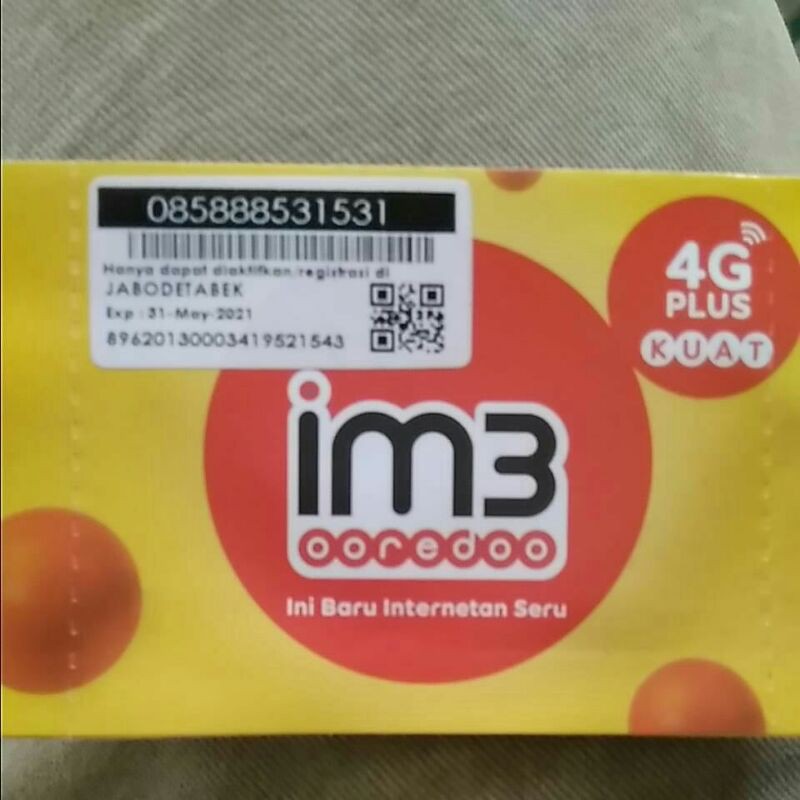 085888531531
Hanya dapat diaktifkan/registrasi di
JABODETABEK
Exp : 31-May-2021
89620130003419521543
4G
PLUS
KUAT
im3
ooredoo
Ini Baru Internetan Seru